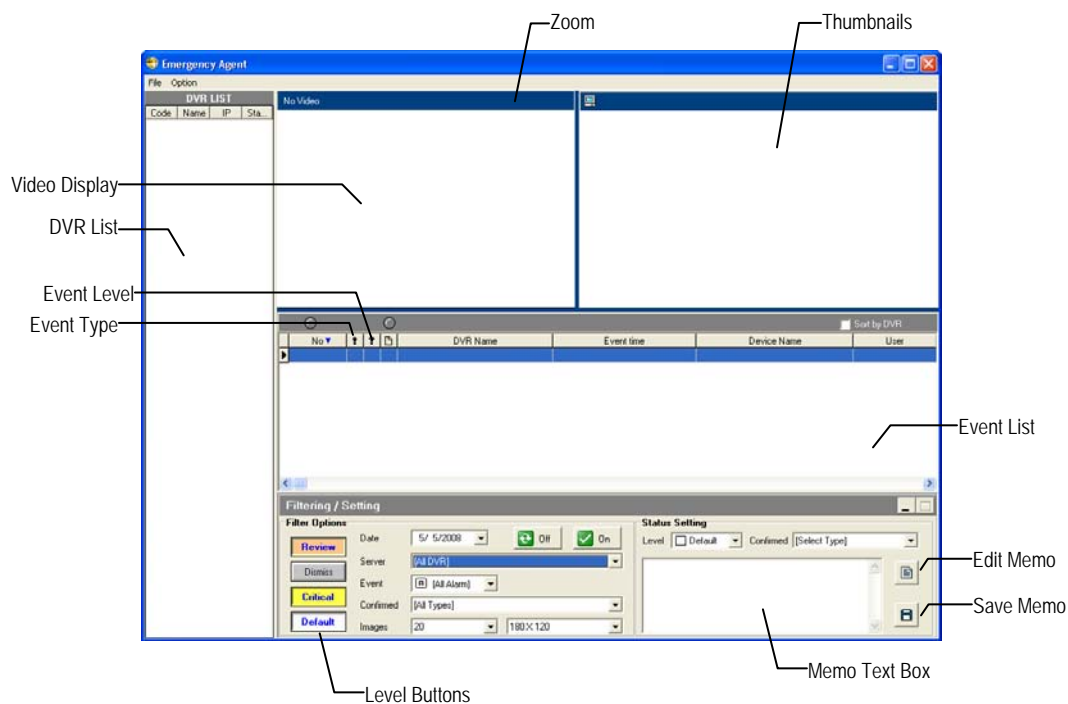 Zoom
Thumbnails
Emergency Agent
File Option
DVR LIST
Code Name IP Sta...
No Video
Video Display
DVR List
Event Level
Event Type
Sort by DVR
No DVR Name Event time Device Name User
Event List
Filtering / Setting
Filter Options
Review
Dismiss
Critical
Default
Date 5/ 5/2008 Off On
Server [All DVR]
Event [All Alarm]
Confirmed [All Types]
Images 20 180×120
Status Setting
Level Default Confirmed [Select Type]
Edit Memo
Save Memo
Memo Text Box
Level Buttons